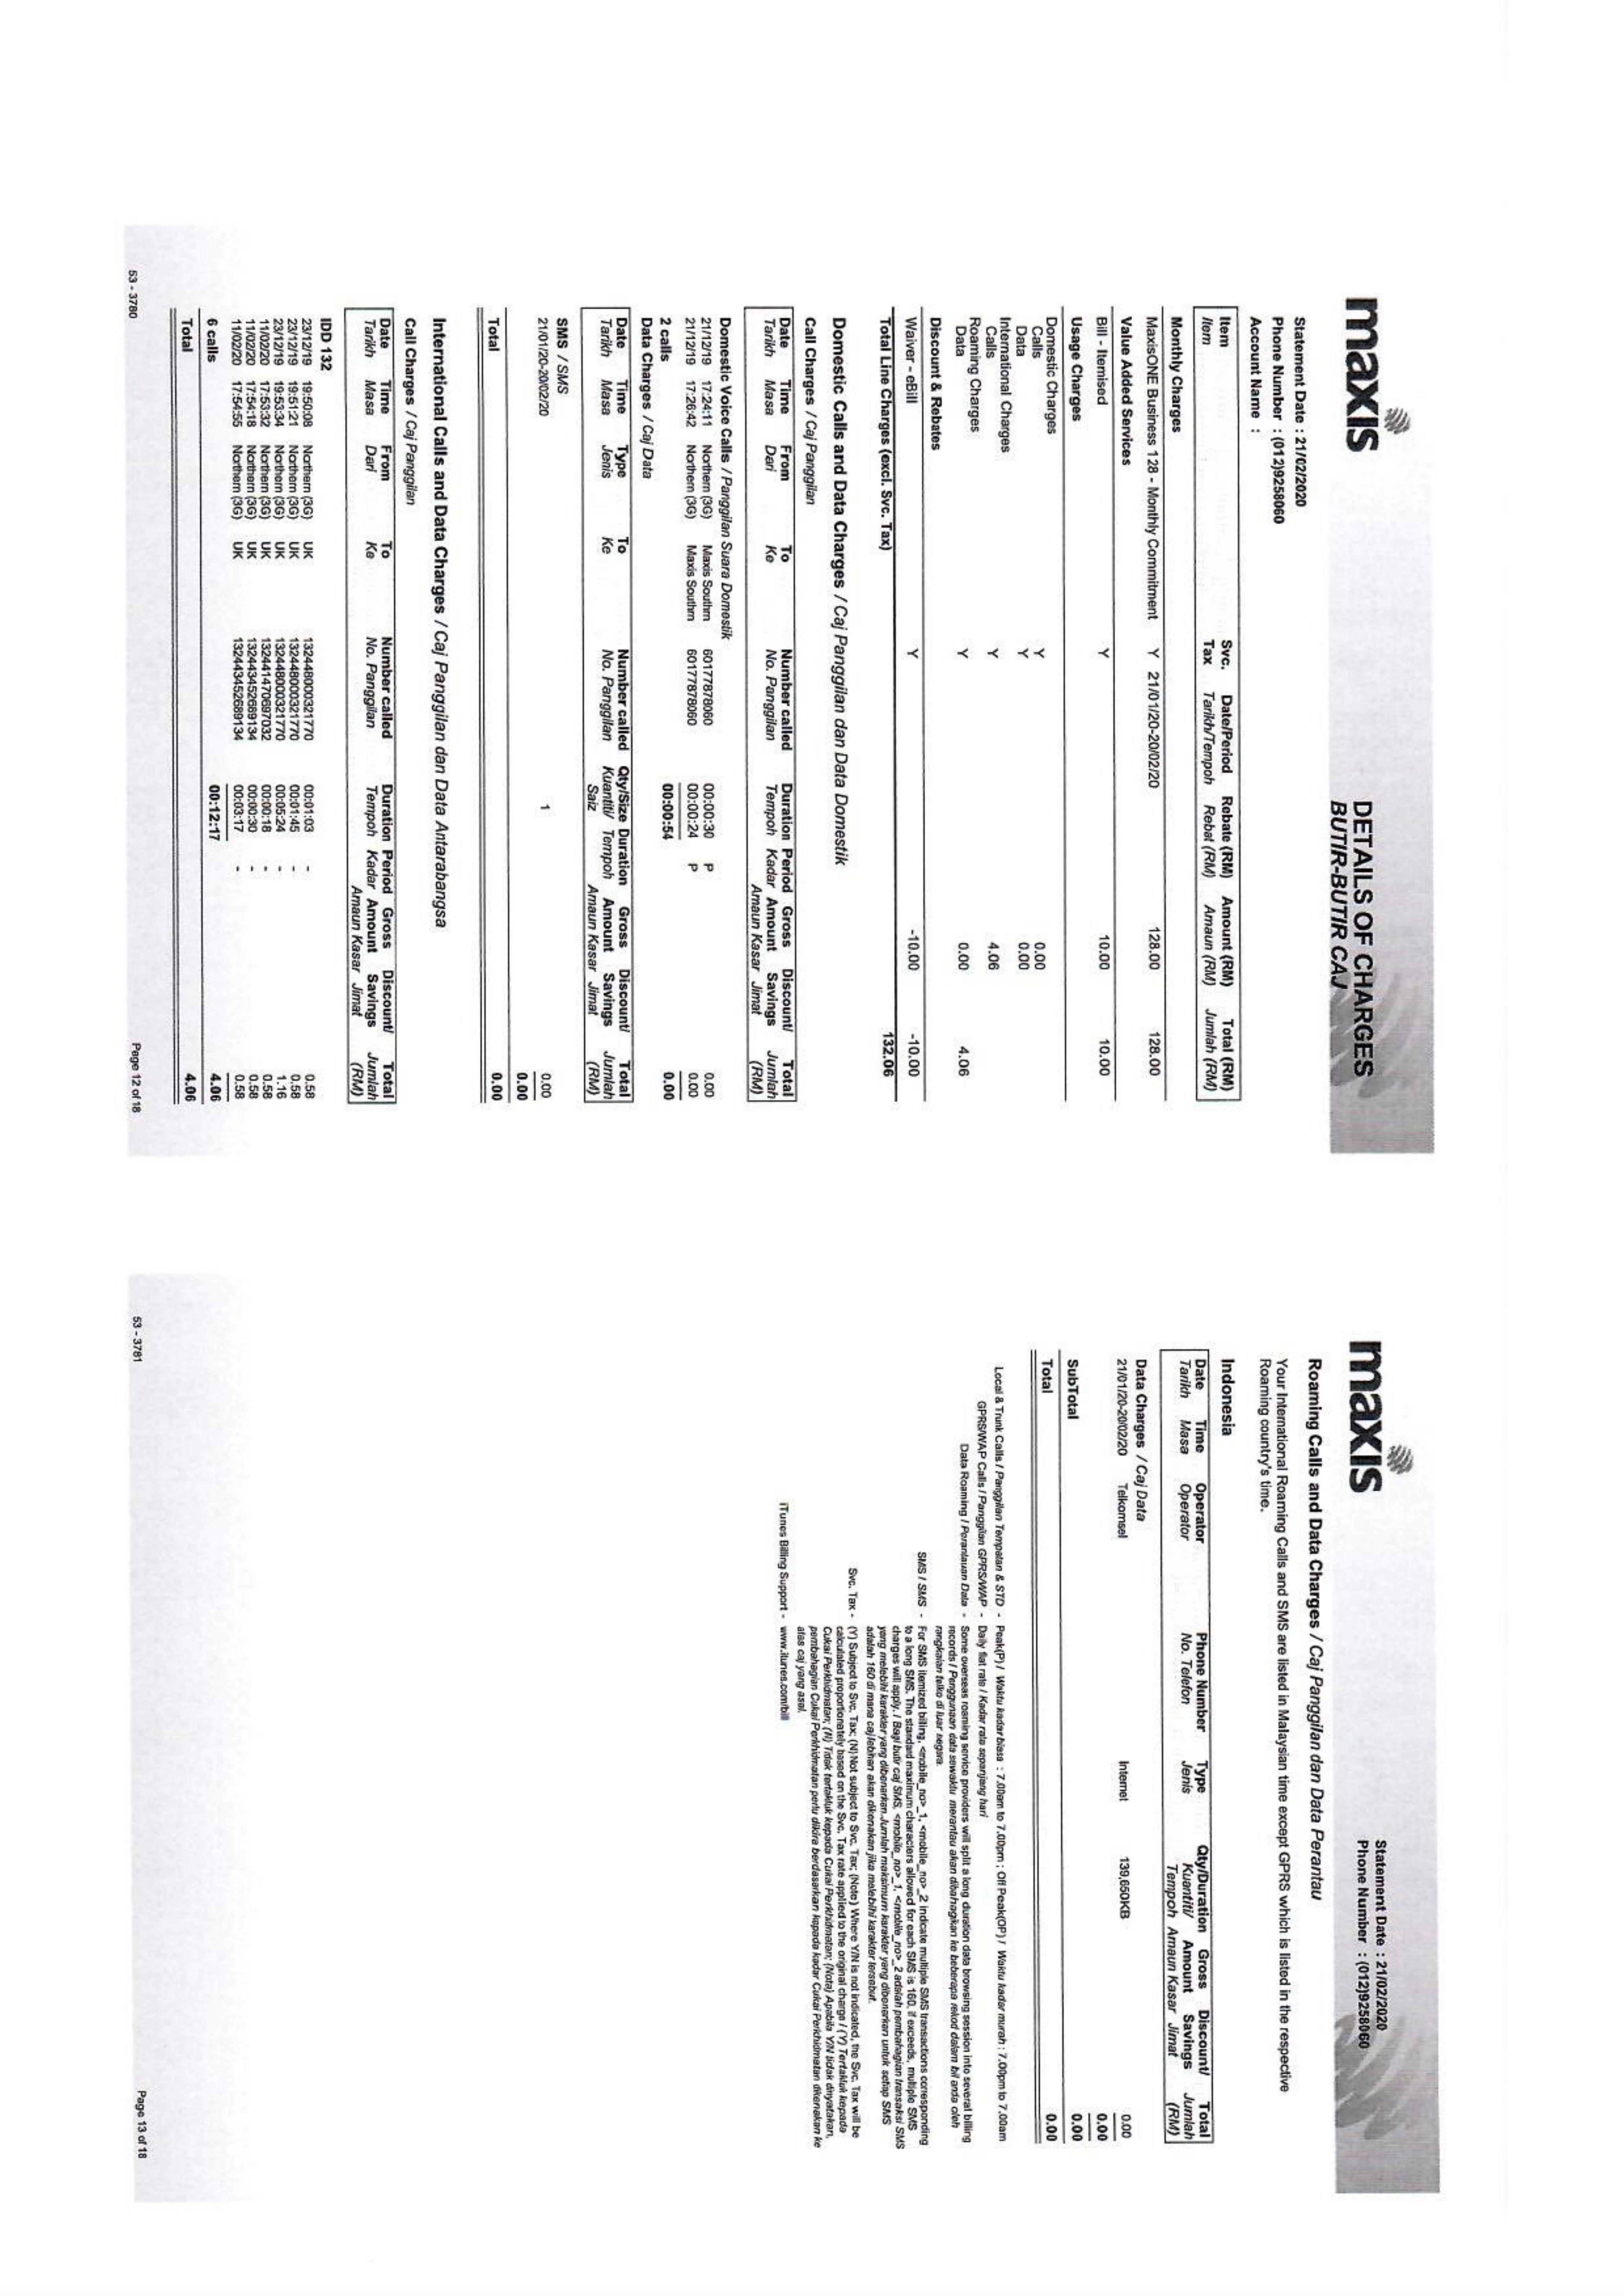 maxis
DETAILS OF CHARGES
BUTIR-BUTIR CAJ
Statement Date : 21/02/2020
Phone Number : (012)9258060
Account Name :
Item Svc. Date/Period Rebate (RM) Amount (RM) Total (RM)
Item Tax Tarikh/Tempoh Rebat (RM) Amaun (RM) Jumlah (RM)
Monthly Charges
MaxisONE Business 128 - Monthly Commitment Y 21/01/20-20/02/20 128.00 128.00
Value Added Services
Bill - Itemised Y 10.00 10.00
Usage Charges
Domestic Charges
Calls Y 0.00
Data Y 0.00
International Charges
Calls Y 4.06
Roaming Charges
Data Y 0.00 4.06
Discount & Rebates
Waiver - eBill Y -10.00 -10.00
Total Line Charges (excl. Svc. Tax) 132.06
Domestic Calls and Data Charges / Caj Panggilan dan Data Domestik
Call Charges / Caj Panggilan
Date Time From To Number called Duration Period Gross Discount/ Total
Tarikh Masa Dari Ke No. Panggilan Tempoh Kadar Amount Savings Jumlah
Amaun Kasar Jimat (RM)
Domestic Voice Calls / Panggilan Suara Domestik
21/12/19 17:24:11 Northern (3G) Maxis Southrn 60177878060 00:00:30 P 0.00
21/12/19 17:26:42 Northern (3G) Maxis Southrn 60177878060 00:00:24 P 0.00
2 calls 00:00:54 0.00
Data Charges / Caj Data
Date Time Type To Number called Qty/Size Duration Gross Discount/ Total
Tarikh Masa Jenis Ke No. Panggilan Kuantiti/ Tempoh Amount Savings Jumlah
Saiz Amaun Kasar Jimat (RM)
SMS / SMS
21/01/20-20/02/20 1 0.00
0.00
Total 0.00
International Calls and Data Charges / Caj Panggilan dan Data Antarabangsa
Call Charges / Caj Panggilan
Date Time From To Number called Duration Period Gross Discount/ Total
Tarikh Masa Dari Ke No. Panggilan Tempoh Kadar Amount Savings Jumlah
Amaun Kasar Jimat (RM)
IDD 132
23/12/19 19:50:08 Northern (3G) UK 132448000321770 00:01:03 - 0.58
23/12/19 19:51:21 Northern (3G) UK 132448000321770 00:01:45 - 0.58
23/12/19 19:53:34 Northern (3G) UK 132448000321770 00:05:24 - 1.16
11/02/20 17:53:32 Northern (3G) UK 132441470697032 00:00:18 - 0.58
11/02/20 17:54:18 Northern (3G) UK 132443452689134 00:00:30 - 0.58
11/02/20 17:54:55 Northern (3G) UK 132443452689134 00:03:17 - 0.58
6 calls 00:12:17 4.06
Total 4.06
53 - 3780 Page 12 of 18
maxis
Statement Date : 21/02/2020
Phone Number : (012)9258060
Roaming Calls and Data Charges / Caj Panggilan dan Data Perantau
Your International Roaming Calls and SMS are listed in Malaysian time except GPRS which is listed in the respective
Roaming country's time.
Indonesia
Date Time Operator Phone Number Type Qty/Duration Gross Discount/ Total
Tarikh Masa Operator No. Telefon Jenis Kuantiti/ Amount Savings Jumlah
Tempoh Amaun Kasar Jimat (RM)
Data Charges / Caj Data
21/01/20-20/02/20 Telkomsel Internet 139,650KB 0.00
0.00
SubTotal 0.00
Total 0.00
Local & Trunk Calls / Panggilan Tempatan & STD - Peak(P) / Waktu kadar biasa : 7.00am to 7.00pm ; Off Peak(OP) / Waktu kadar murah : 7.00pm to 7.00am
GPRS/WAP Calls / Panggilan GPRS/WAP - Daily flat rate / Kadar rata sepanjang hari
Data Roaming / Perantauan Data - Some overseas roaming service providers will split a long duration data browsing session into several billing
records / Penggunaan data sewaktu merantau akan dibahagikan ke beberapa rekod dalam bil anda oleh
rangkaian telko di luar negara.
SMS / SMS - For SMS itemized billing, <mobile_no>_1, <mobile_no>_2 indicate multiple SMS transactions corresponding
to a long SMS. The standard maximum characters allowed for each SMS is 160, if exceeds, multiple SMS
charges will apply. / Bagi butir caj SMS, <mobile_no>_1, <mobile_no>_2 adalah pembahagian transaksi SMS
yang melebihi karakter yang dibenarkan. Jumlah maksimum karakter yang dibenarkan untuk setiap SMS
adalah 160 di mana caj lebihan akan dikenakan jika melebihi karakter tersebut.
Svc. Tax - (Y) Subject to Svc. Tax; (N) Not subject to Svc. Tax; (Note) Where Y/N is not indicated, the Svc. Tax will be
calculated proportionately based on the Svc. Tax rate applied to the original charge / (Y) Tertakluk kepada
Cukai Perkhidmatan; (N) Tidak tertakluk kepada Cukai Perkhidmatan; (Nota) Apabila Y/N tidak dinyatakan,
pembahagian Cukai Perkhidmatan perlu dikira berdasarkan kepada kadar Cukai Perkhidmatan dikenakan ke
atas caj yang asal.
iTunes Billing Support - www.itunes.com/bill
53 - 3781 Page 13 of 18